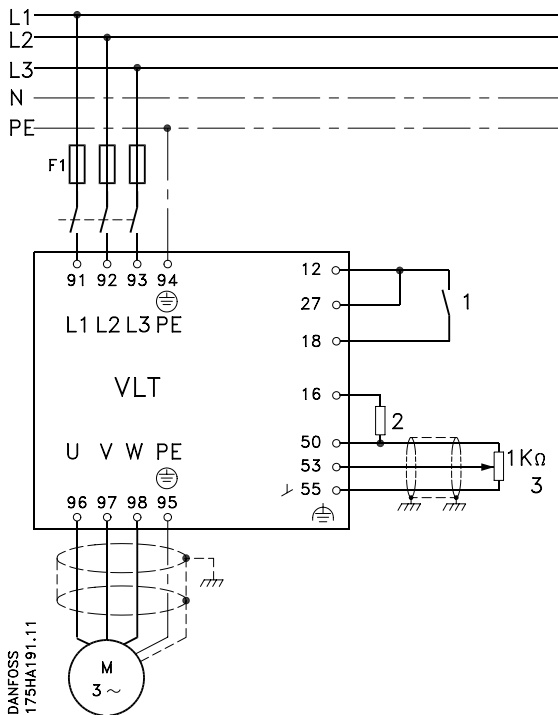 L1
L2
L3
N
PE
F1
91 92 93 94
L1 L2 L3 PE
12
27
18
1
VLT
16
2
50
53
55
1KΩ
3
U V W PE
96 97 98 95
M
3~
DANFOSS
175HA191.11